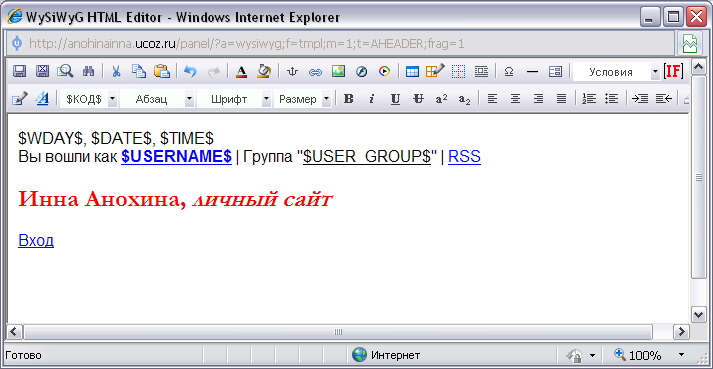 WySiWyG HTML Editor - Windows Internet Explorer
http://anohinainna.ucoz.ru/panel/?a=wysiwyg;f=tmpl;m=1;t=AHEADER;frag=1
Ω — Условия [IF]
$КОД$ Абзац Шрифт Размер B I U a² a₂
$WDAY$, $DATE$, $TIME$
Вы вошли как $USERNAME$ | Группа "$USER_GROUP$" | RSS
Инна Анохина, личный сайт
Вход
Готово Интернет 100%